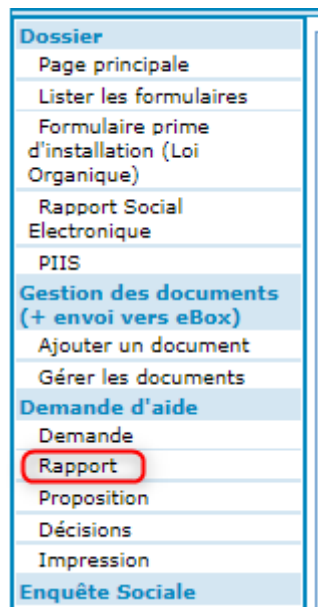 Dossier
Page principale
Lister les formulaires
Formulaire prime
d'installation (Loi
Organique)
Rapport Social
Electronique
PIIS
Gestion des documents
(+ envoi vers eBox)
Ajouter un document
Gérer les documents
Demande d'aide
Demande
Rapport
Proposition
Décisions
Impression
Enquête Sociale